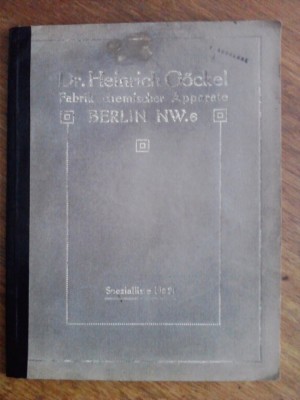 Dr. Heinrich Göckel
Fabrik chemischer Apparate
BERLIN NW.6
Spezialliste